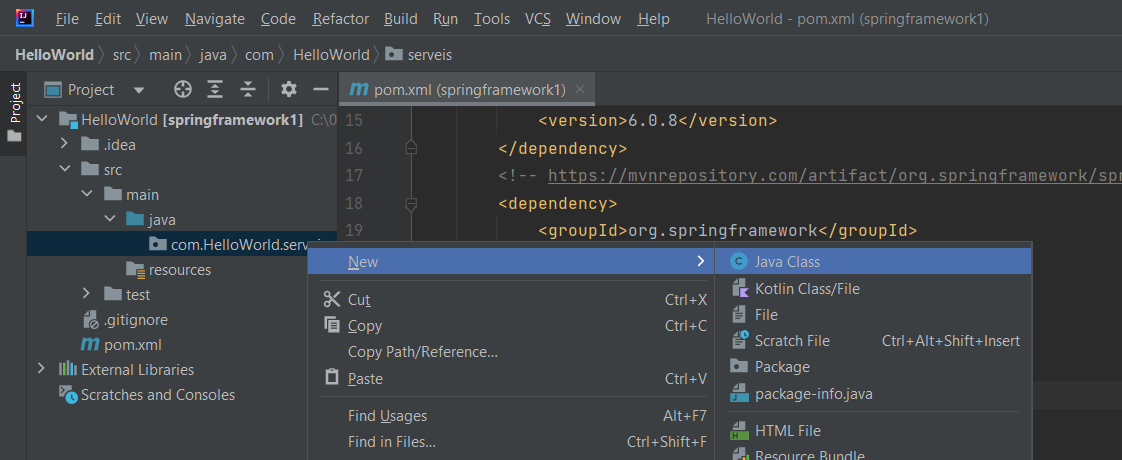 File Edit View Navigate Code Refactor Build Run Tools VCS Window Help HelloWorld - pom.xml (springframework1)
HelloWorld src main java com HelloWorld serveis
Project
Project
pom.xml (springframework1)
HelloWorld [springframework1] C:\0
.idea
src
main
java
com.HelloWorld.serveis
resources
test
.gitignore
pom.xml
External Libraries
Scratches and Consoles
15 <version>6.0.8</version>
16 </dependency>
17 <!-- https://mvnrepository.com/artifact/org.springframework/spr
18 <dependency>
19 <groupId>org.springframework</groupId>
New
Cut Ctrl+X
Copy Ctrl+C
Copy Path/Reference...
Paste Ctrl+V
Find Usages Alt+F7
Find in Files... Ctrl+Shift+F
Java Class
Kotlin Class/File
File
Scratch File Ctrl+Alt+Shift+Insert
Package
package-info.java
HTML File
Resource Bundle